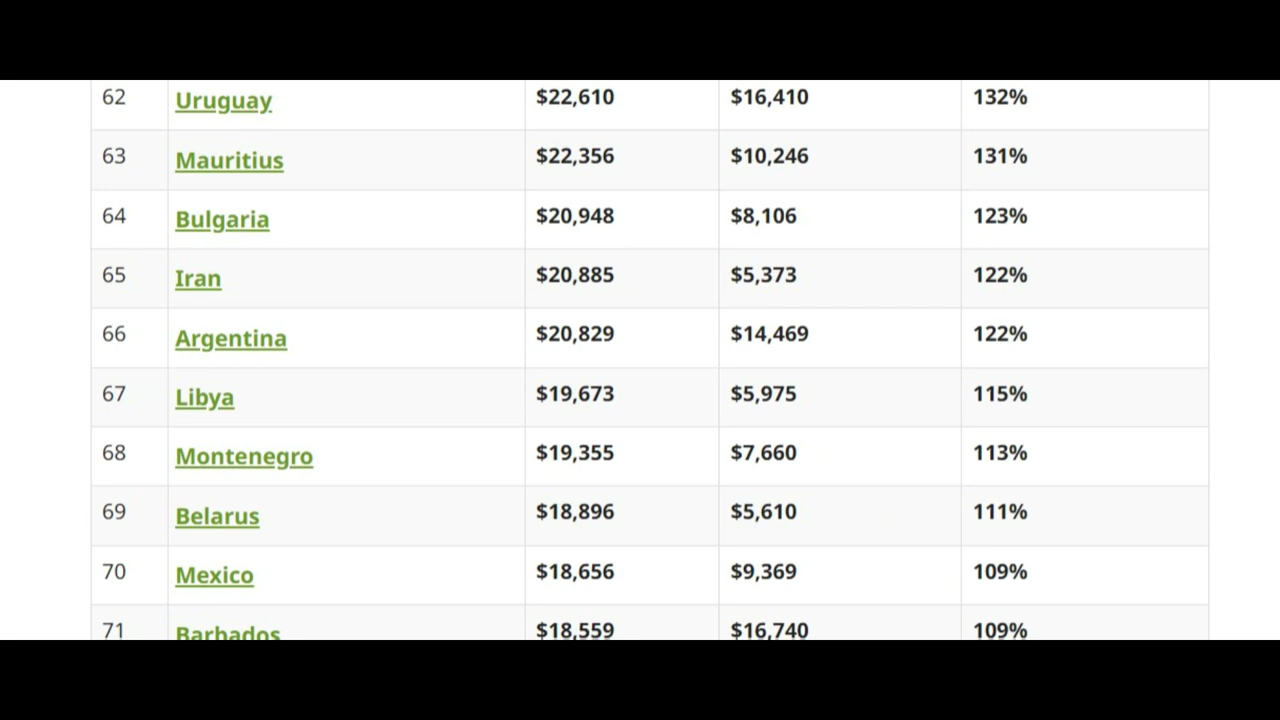 62 Uruguay $22,610 $16,410 132%
63 Mauritius $22,356 $10,246 131%
64 Bulgaria $20,948 $8,106 123%
65 Iran $20,885 $5,373 122%
66 Argentina $20,829 $14,469 122%
67 Libya $19,673 $5,975 115%
68 Montenegro $19,355 $7,660 113%
69 Belarus $18,896 $5,610 111%
70 Mexico $18,656 $9,369 109%
71 Barbados $18,559 $16,740 109%